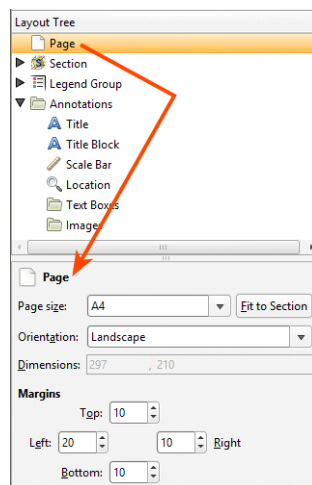 Layout Tree
Page
Section
Legend Group
Annotations
Title
Title Block
Scale Bar
Location
Text Boxes
Images
Page
Page size: A4 Fit to Section
Orientation: Landscape
Dimensions: 297 , 210
Margins
Top: 10
Left: 20 10 Right
Bottom: 10